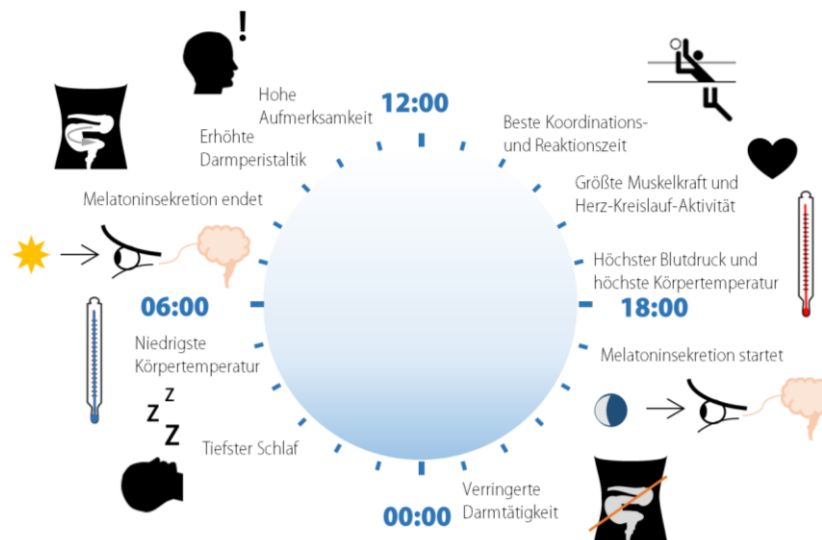 !
Hohe
Aufmerksamkeit
12:00
Erhöhte
Darmperistaltik
Beste Koordinations-
und Reaktionszeit
Größte Muskelkraft und
Herz-Kreislauf-Aktivität
Melatoninsekretion endet
Höchster Blutdruck und
höchste Körpertemperatur
06:00
18:00
Niedrigste
Körpertemperatur
Melatoninsekretion startet
z
z
z
Tiefster Schlaf
00:00
Verringerte
Darmtätigkeit